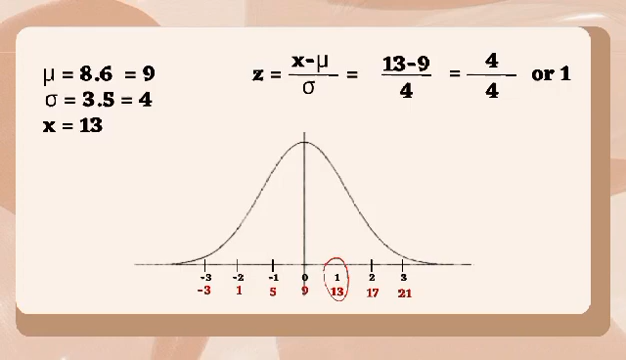 μ = 8.6 = 9
σ = 3.5 = 4
x = 13
z = x-μ / σ = 13-9 / 4 = 4 / 4 or 1
-3 -2 -1 0 1 2 3
-3 1 5 9 13 17 21